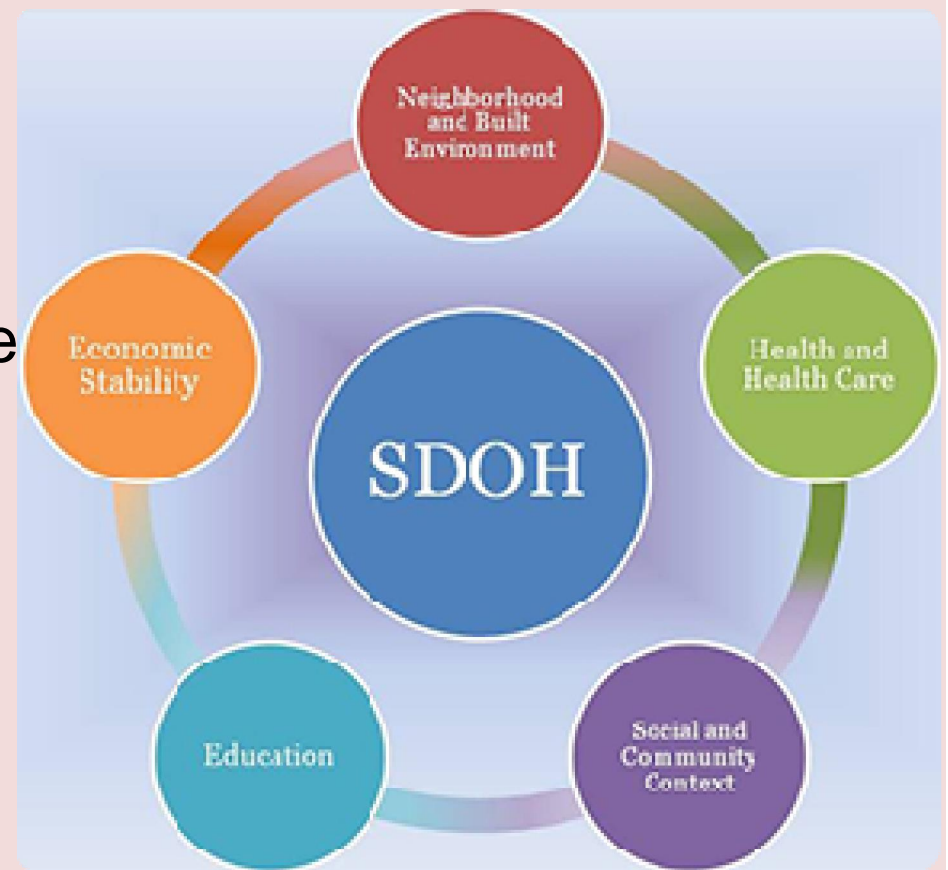 Neighborhood
and Built
Environment
e
Economic
Stability
Health and
Health Care
SDOH
Education
Social and
Community
Context